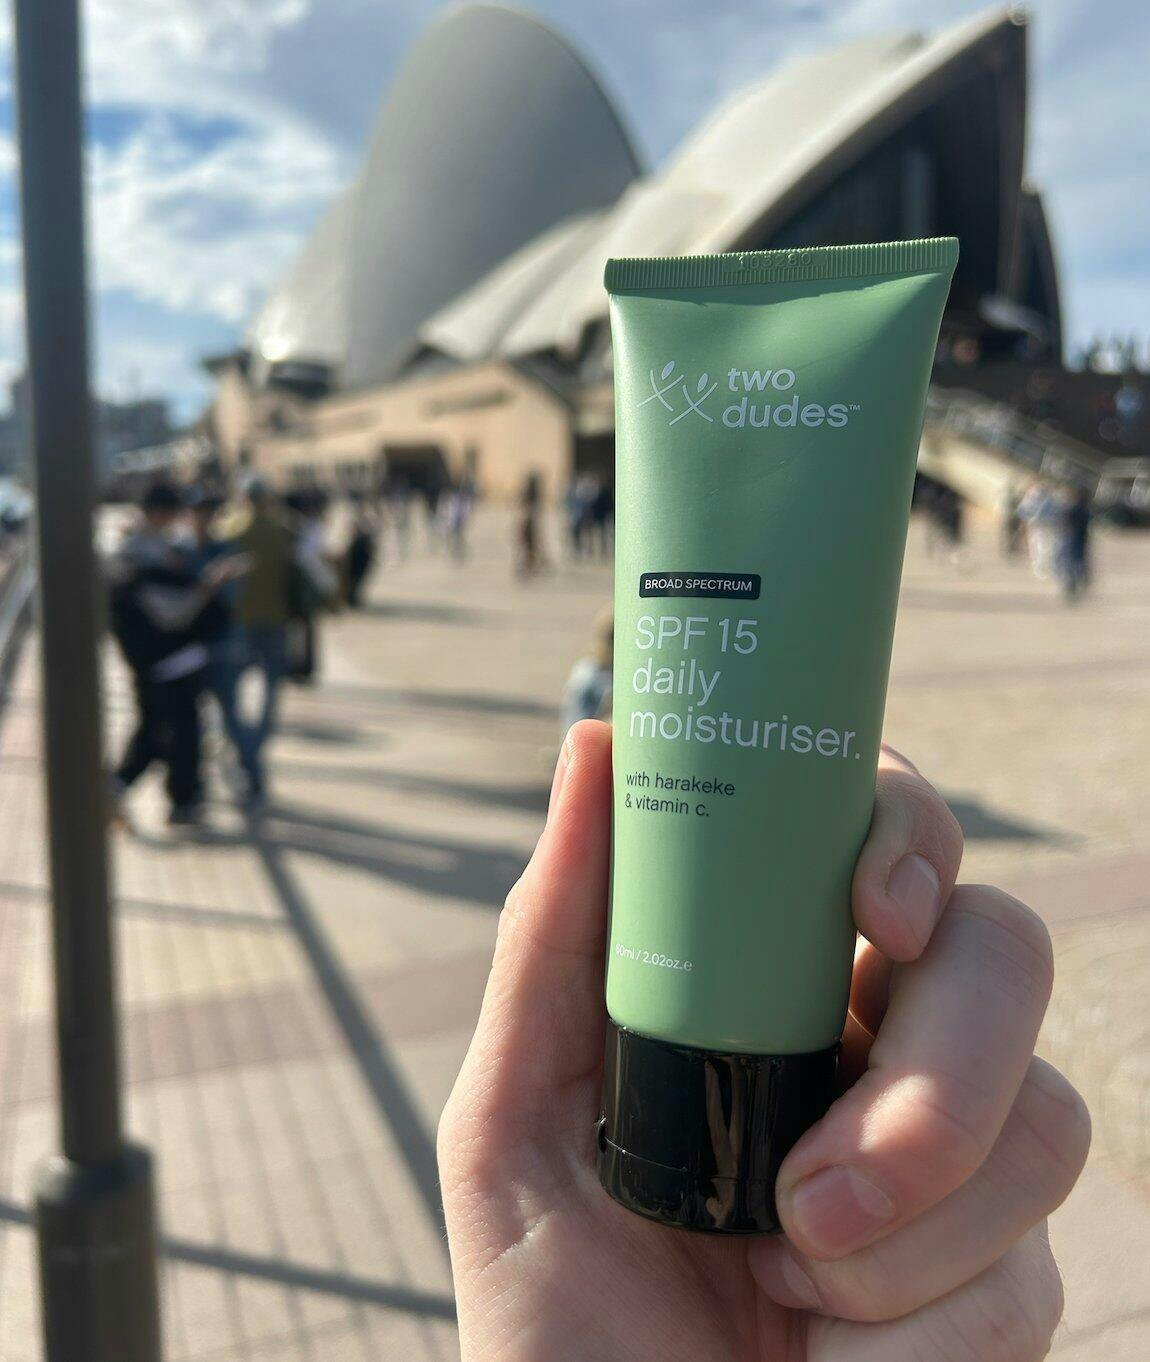 two
dudes™
BROAD SPECTRUM
SPF 15
daily
moisturiser.
with harakeke
& vitamin c.
60ml / 2.02oz.e